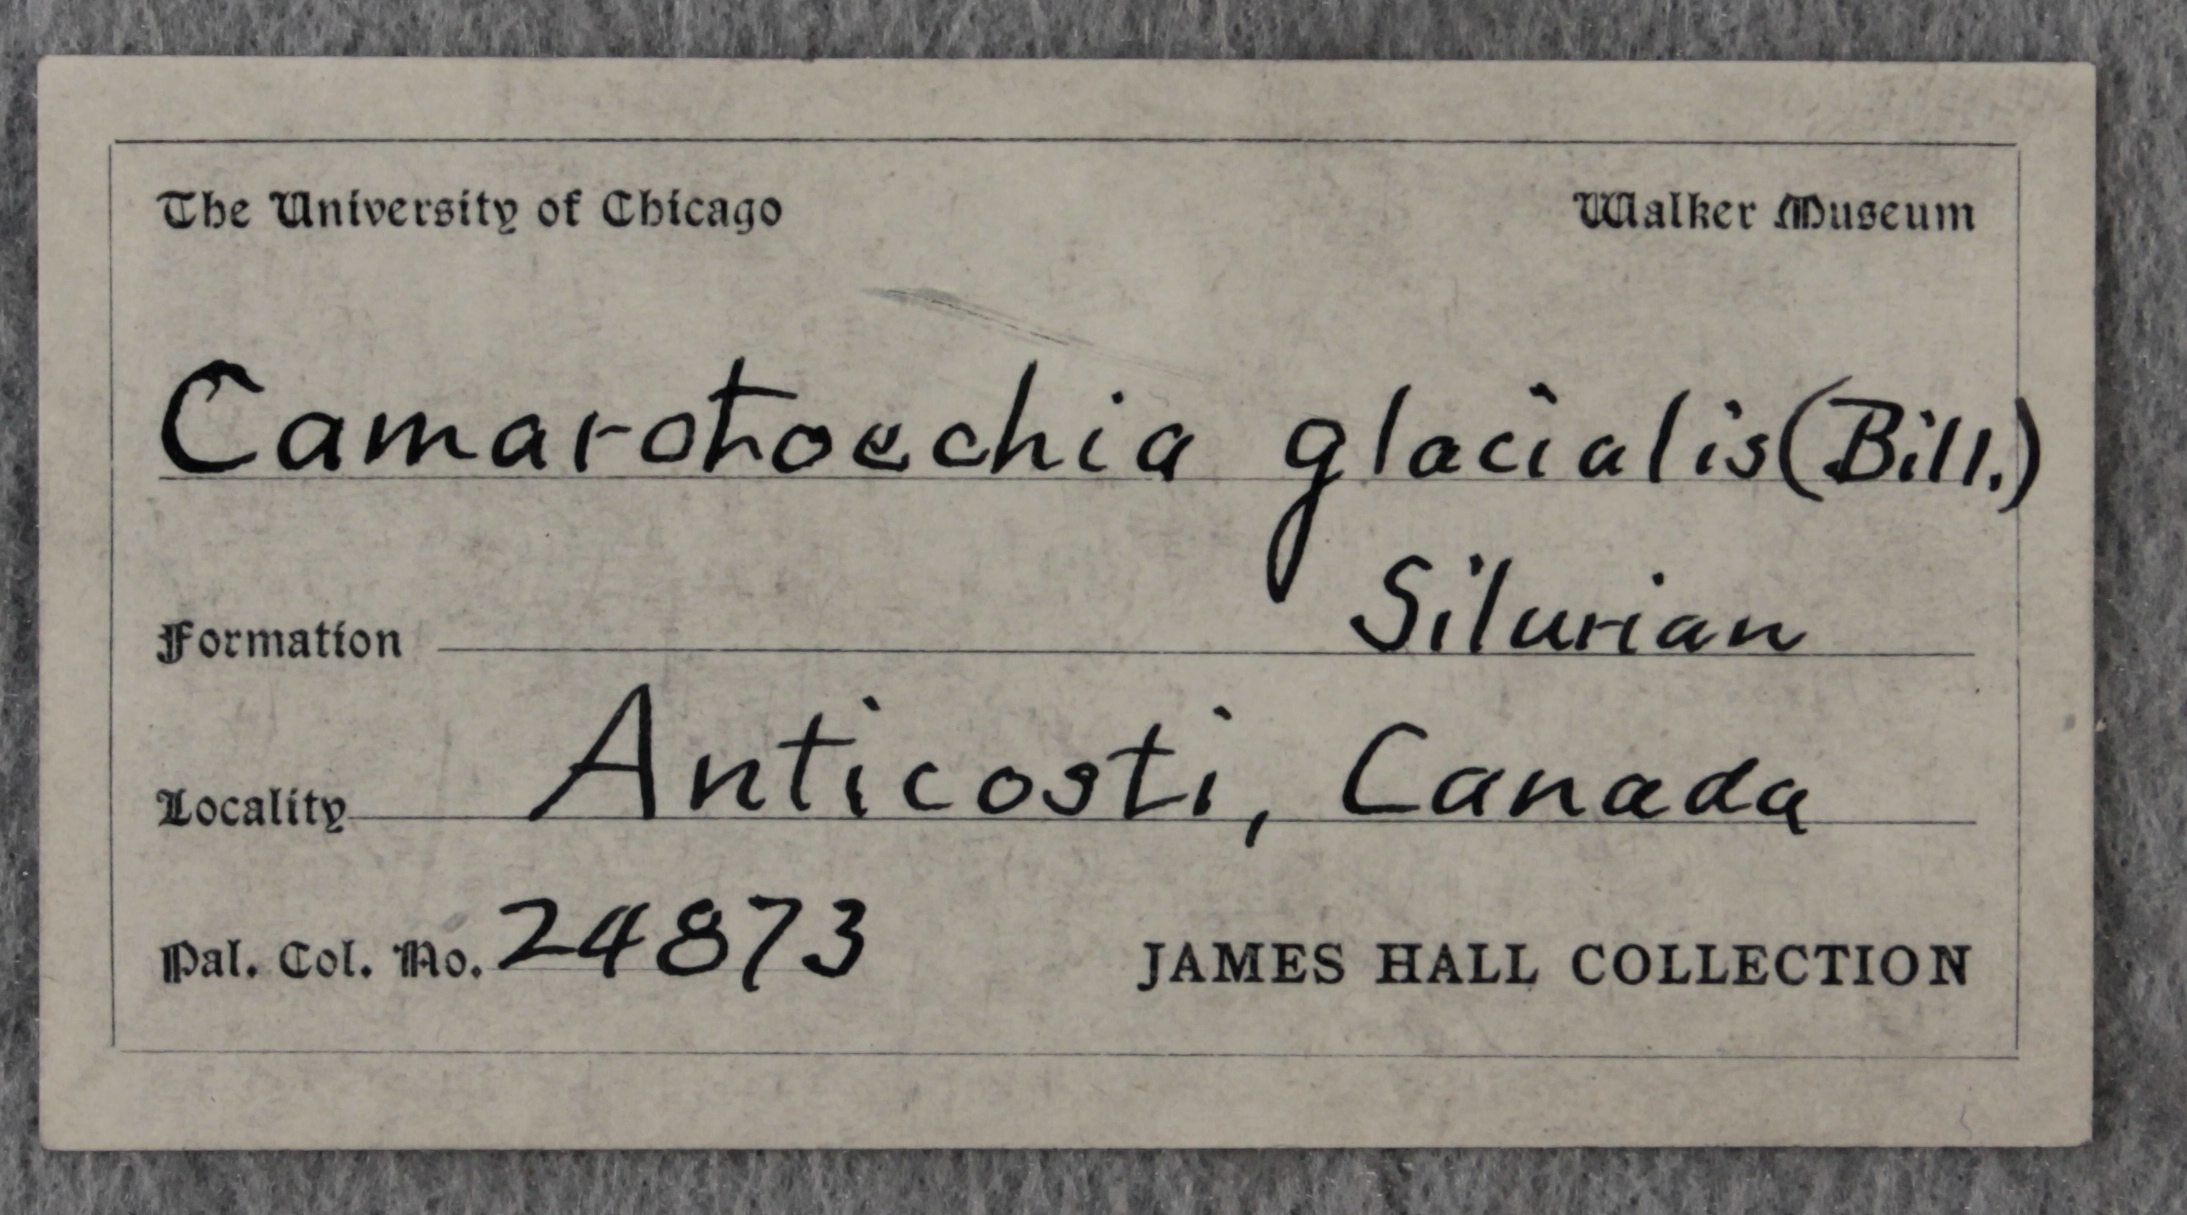 The University of Chicago Walker Museum
Camarotoechia glacialis (Bill.)
Formation Silurian
Locality Anticosti, Canada
Pal. Col. No. 24873 JAMES HALL COLLECTION